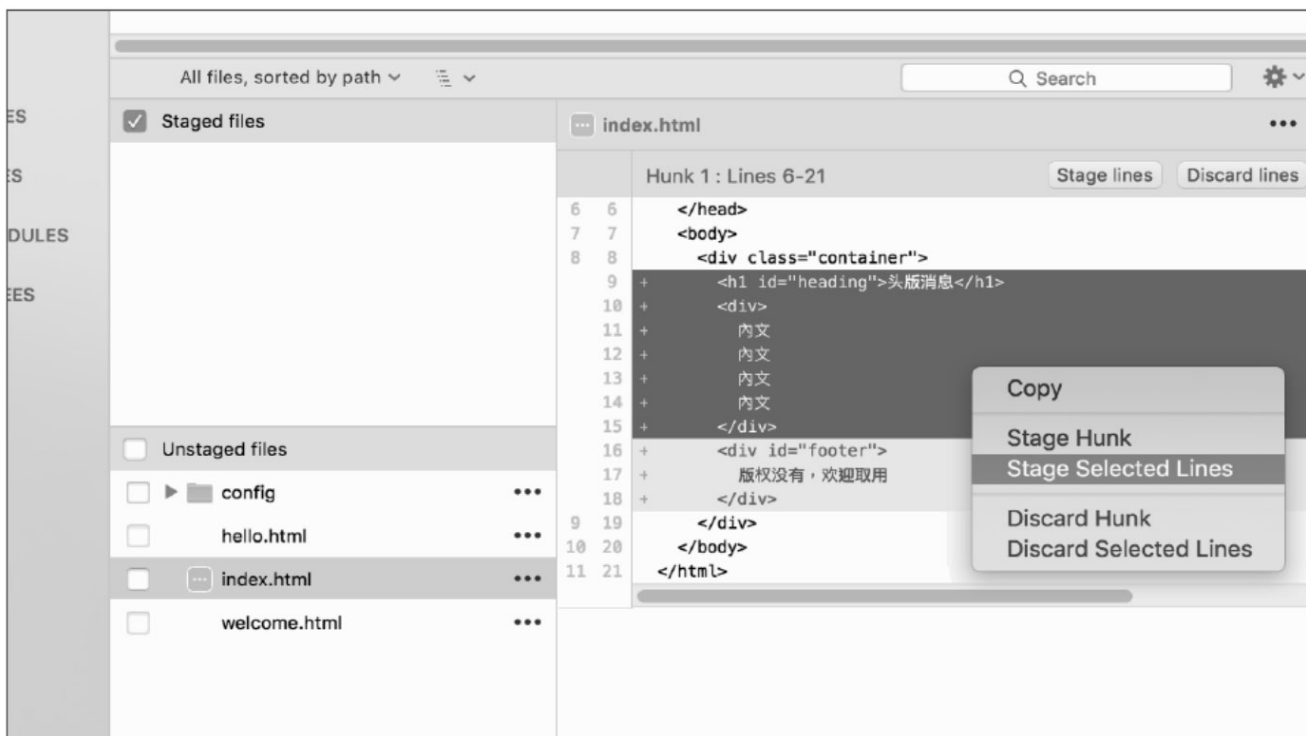 ES
ES
DULES
EES
All files, sorted by path
Search
Staged files
Unstaged files
config •••
hello.html •••
index.html •••
welcome.html •••
index.html •••
Hunk 1 : Lines 6-21 Stage lines Discard lines
6 6 </head>
7 7 <body>
8 8 <div class="container">
9 + <h1 id="heading">头版消息</h1>
10 + <div>
11 + 內文
12 + 內文
13 + 內文
14 + 內文
15 + </div>
16 + <div id="footer">
17 + 版权没有，欢迎取用
18 + </div>
9 19 </div>
10 20 </body>
11 21 </html>
Copy
Stage Hunk
Stage Selected Lines
Discard Hunk
Discard Selected Lines